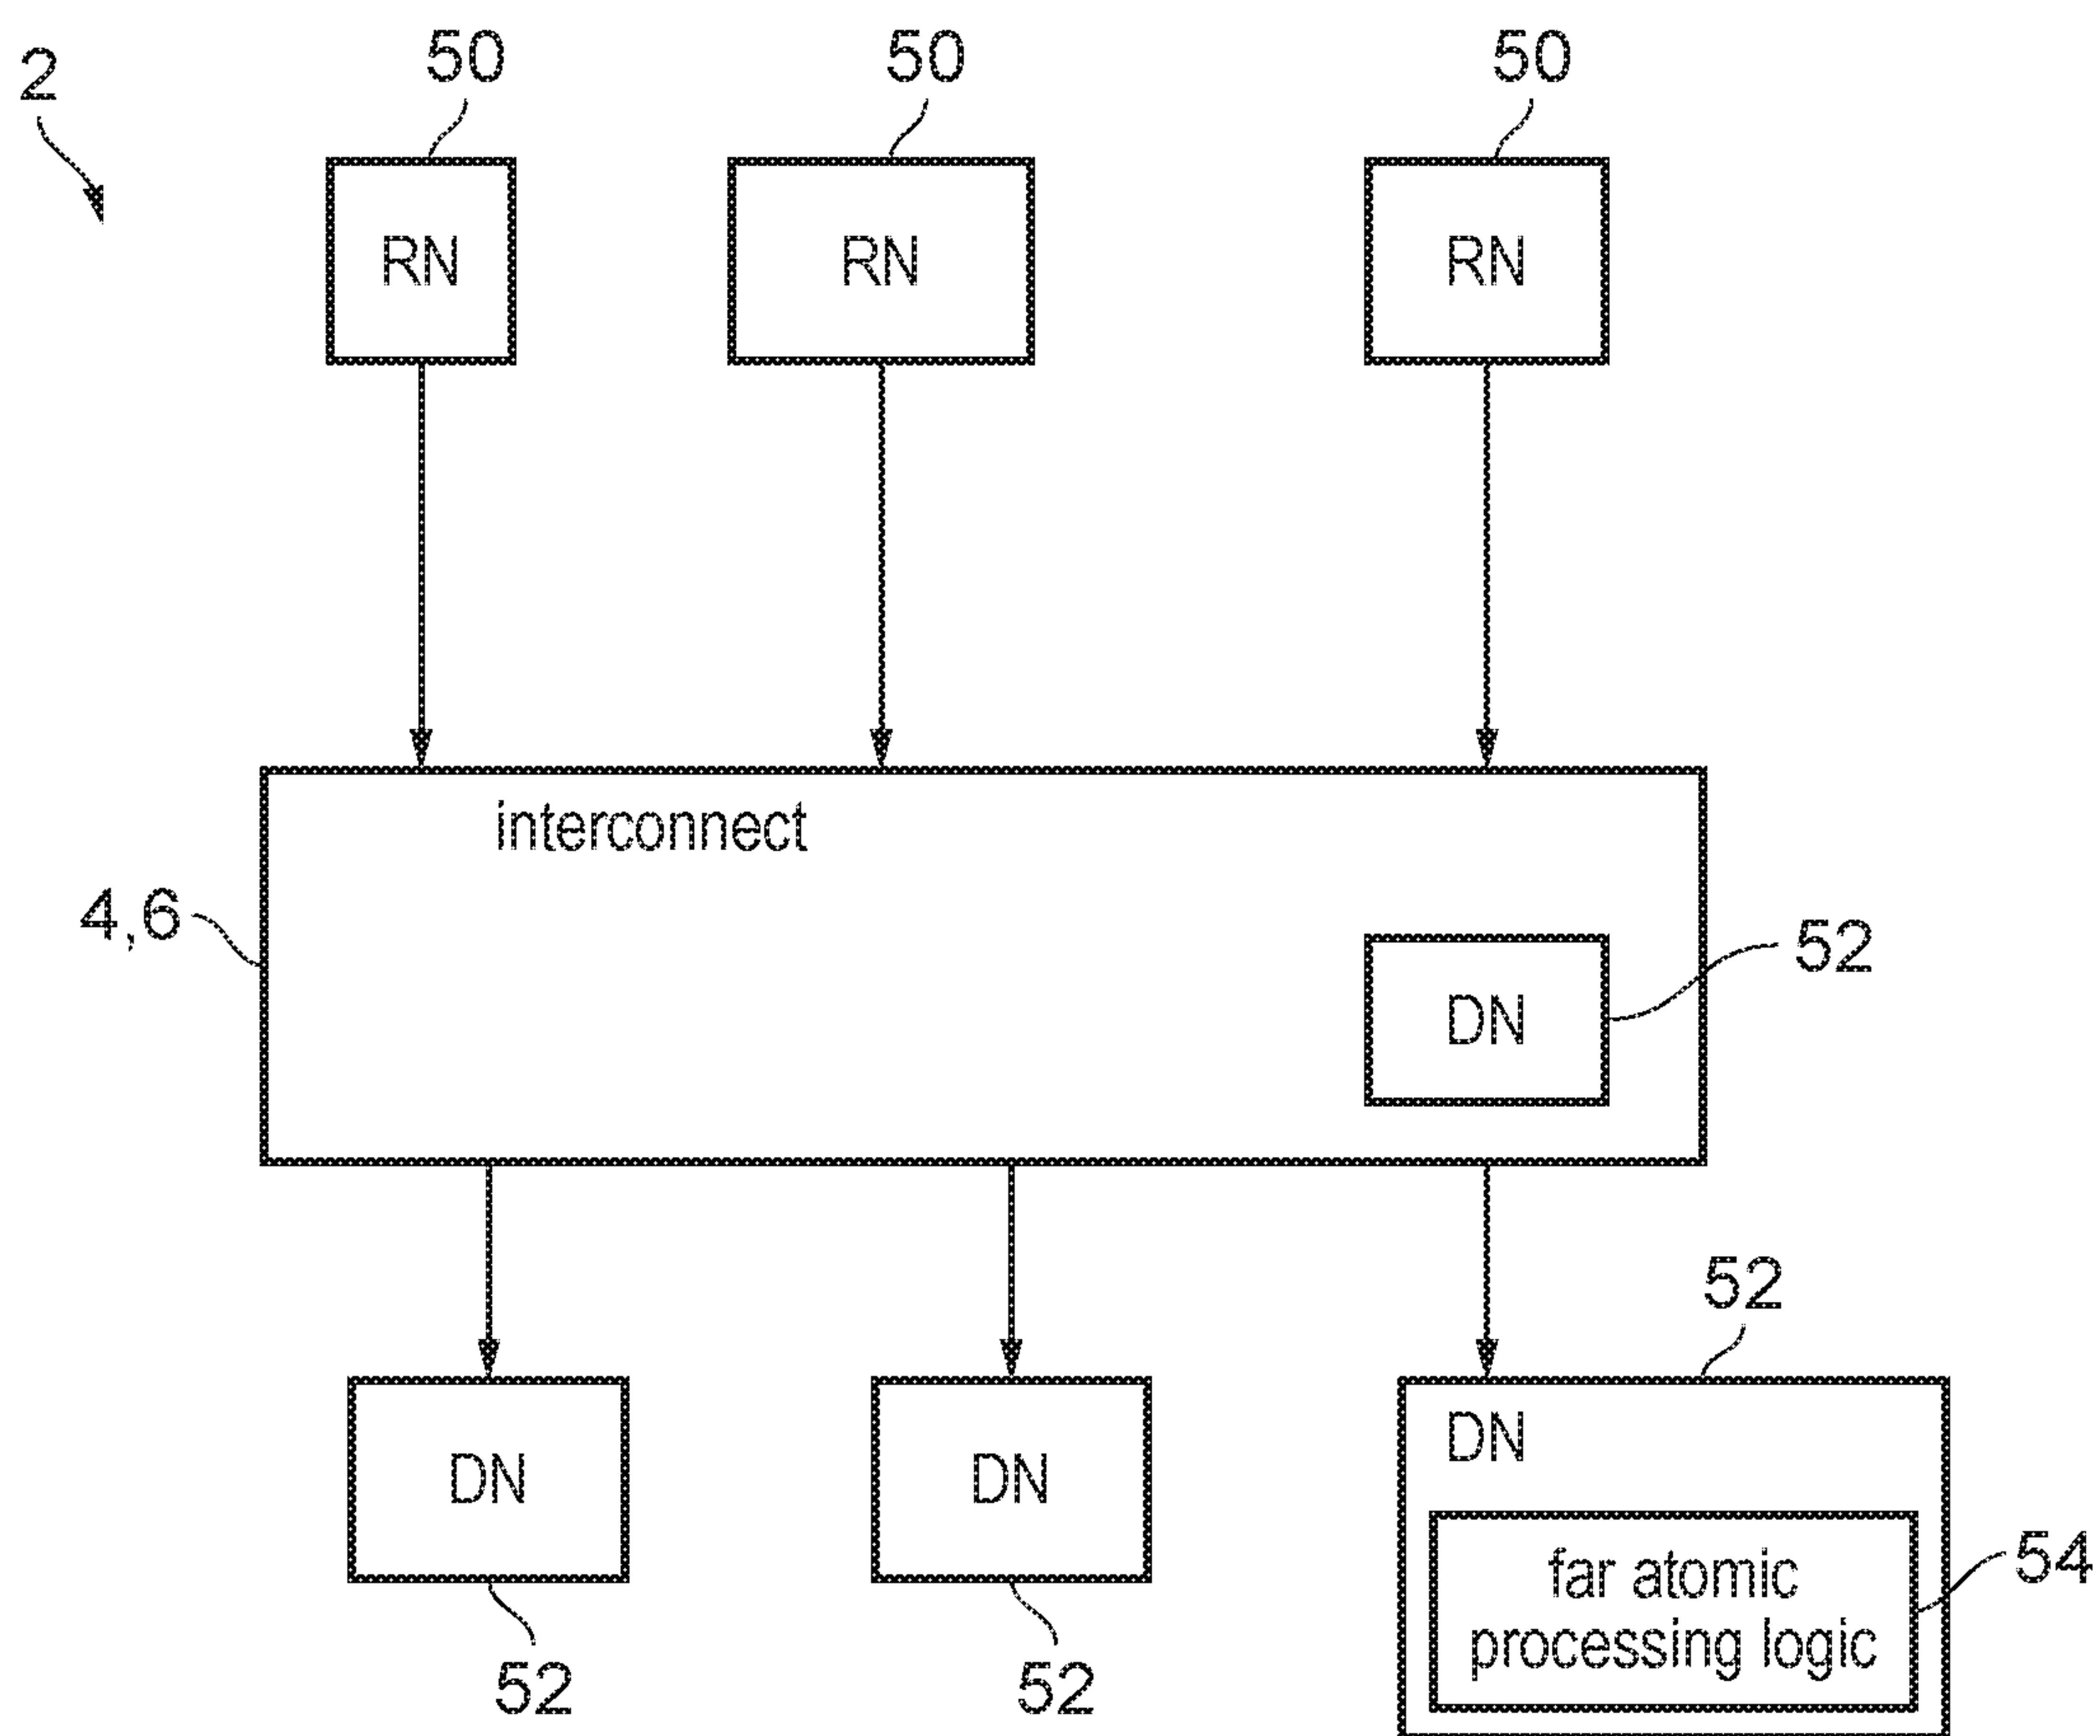 2
50
50
50
RN
RN
RN
interconnect
4,6
52
DN
52
DN
DN
DN
far atomic
processing logic
54
52
52